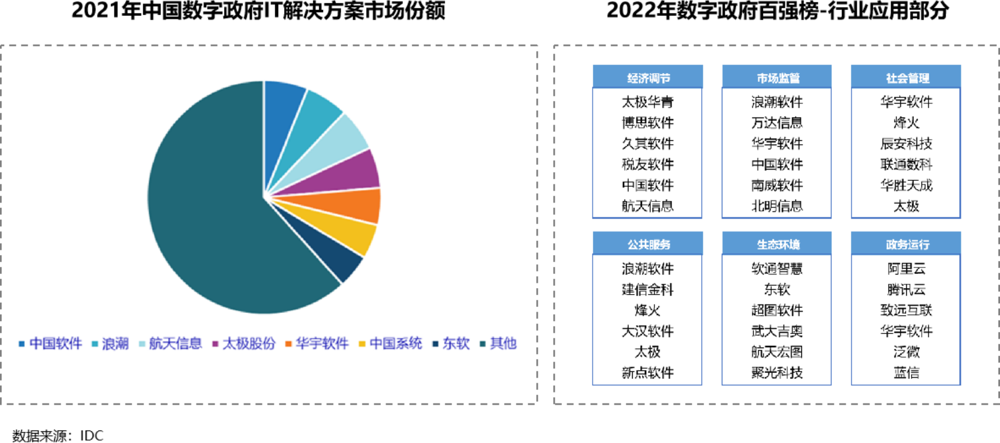 2021年中国数字政府IT解决方案市场份额
中国软件 浪潮 航天信息 太极股份 华宇软件 中国系统 东软 其他
2022年数字政府百强榜-行业应用部分
经济调节
太极华青
博思软件
久其软件
税友软件
中国软件
航天信息
市场监管
浪潮软件
万达信息
华宇软件
中国软件
南威软件
北明信息
社会管理
华宇软件
烽火
辰安科技
联通数科
华胜天成
太极
公共服务
浪潮软件
建信金科
烽火
大汉软件
太极
新点软件
生态环境
软通智慧
东软
超图软件
武大吉奥
航天宏图
聚光科技
政务运行
阿里云
腾讯云
致远互联
华宇软件
泛微
蓝信
数据来源：IDC